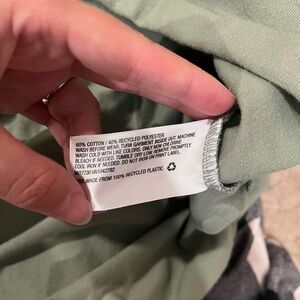 60% COTTON / 40% RECYCLED POLYESTER
WASH BEFORE WEAR. TURN GARMENT INSIDE OUT. MACHINE
WASH COLD WITH LIKE COLORS. ONLY NON CHLORINE
BLEACH IF NEEDED. TUMBLE DRY LOW REMOVE PROMPTLY.
COOL IRON IF NEEDED. DO NOT IRON ON PRINT
MADE FROM 100% RECYCLED PLASTIC